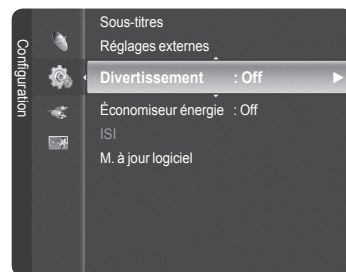 Configuration
Sous-titres
Réglages externes
Divertissement : Off
Économiseur énergie : Off
ISI
M. à jour logiciel